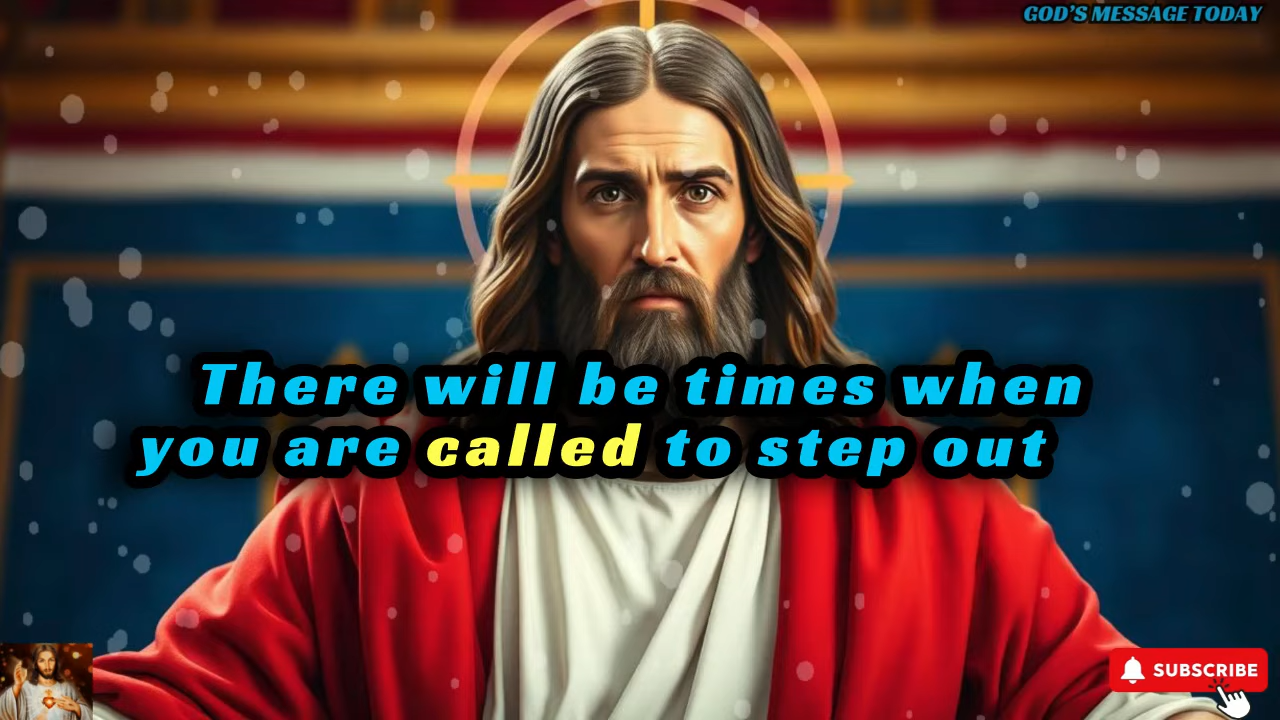 GOD'S MESSAGE TODAY
There will be times when
you are called to step out
SUBSCRIBE